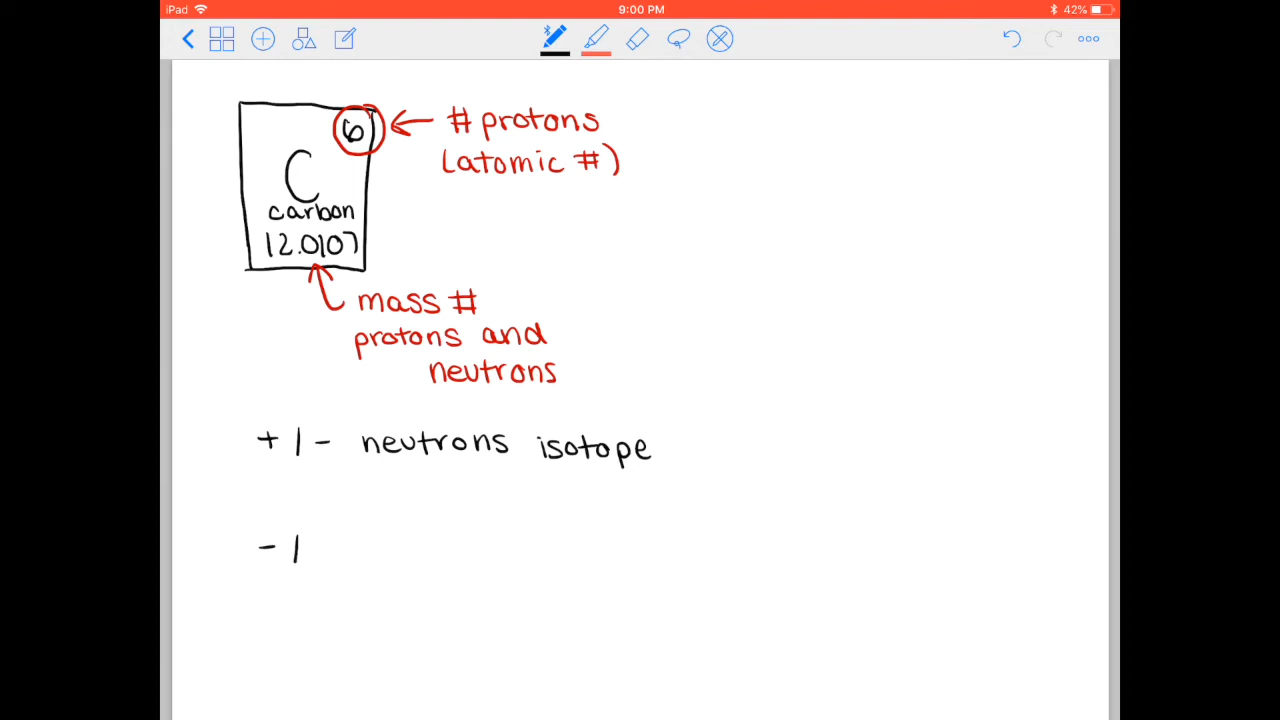 iPad 9:00 PM 42%
6
C
carbon
12.0107
# protons
(atomic #)
mass #
protons and
neutrons
+ | - neutrons isotope
- |